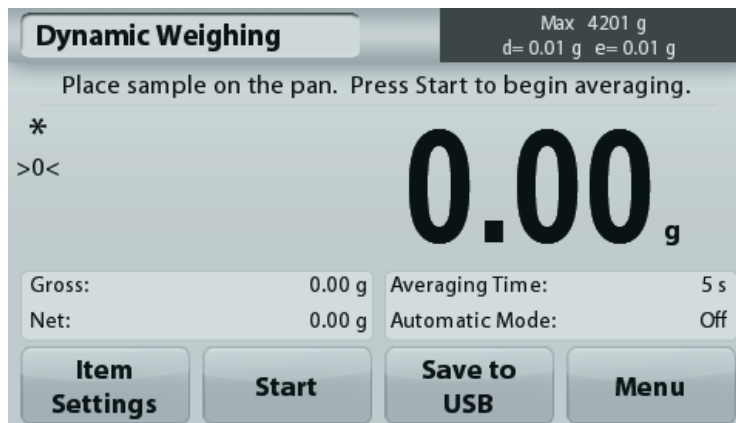 Dynamic Weighing
Max 4201 g
d= 0.01 g e= 0.01 g
Place sample on the pan. Press Start to begin averaging.
*
>0<
0.00 g
Gross: 0.00 g
Net: 0.00 g
Averaging Time: 5 s
Automatic Mode: Off
Item
Settings
Start
Save to
USB
Menu